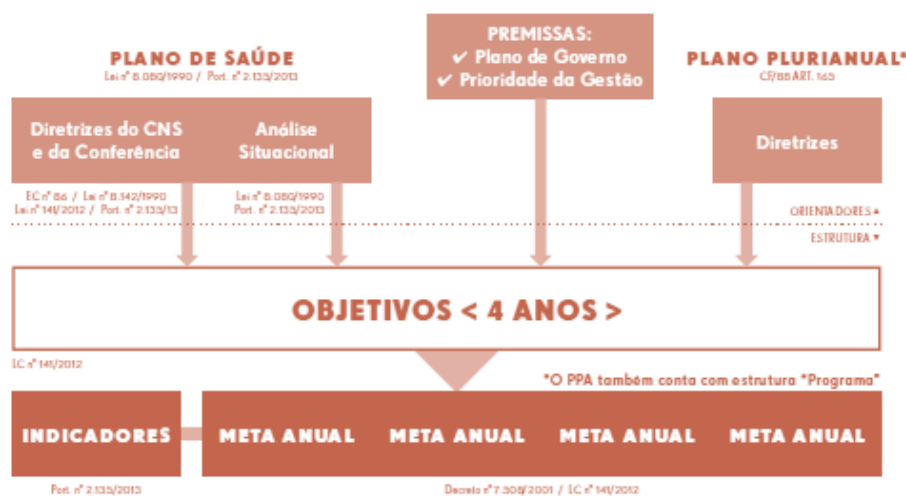 PREMISSAS:
✔ Plano de Governo
✔ Prioridade da Gestão
PLANO DE SAÚDE
Lei nº 8.080/1990 / Port. nº 2.135/2013
PLANO PLURIANUAL*
CF/88 ART. 165
Diretrizes do CNS
e da Conferência
Análise
Situacional
Diretrizes
EC nº 86 / Lei nº 8.142/1990
Lei nº 141/2012 / Port. nº 2.135/13
Lei nº 8.080/1990
Port. nº 2.135/2013
ORIENTADORES
ESTRUTURA
OBJETIVOS < 4 ANOS >
LC nº 141/2012
*O PPA também conta com estrutura "Programa"
INDICADORES
META ANUAL
META ANUAL
META ANUAL
META ANUAL
Port. nº 2.135/2013
Decreto nº 7.508/2001 / LC nº 141/2012